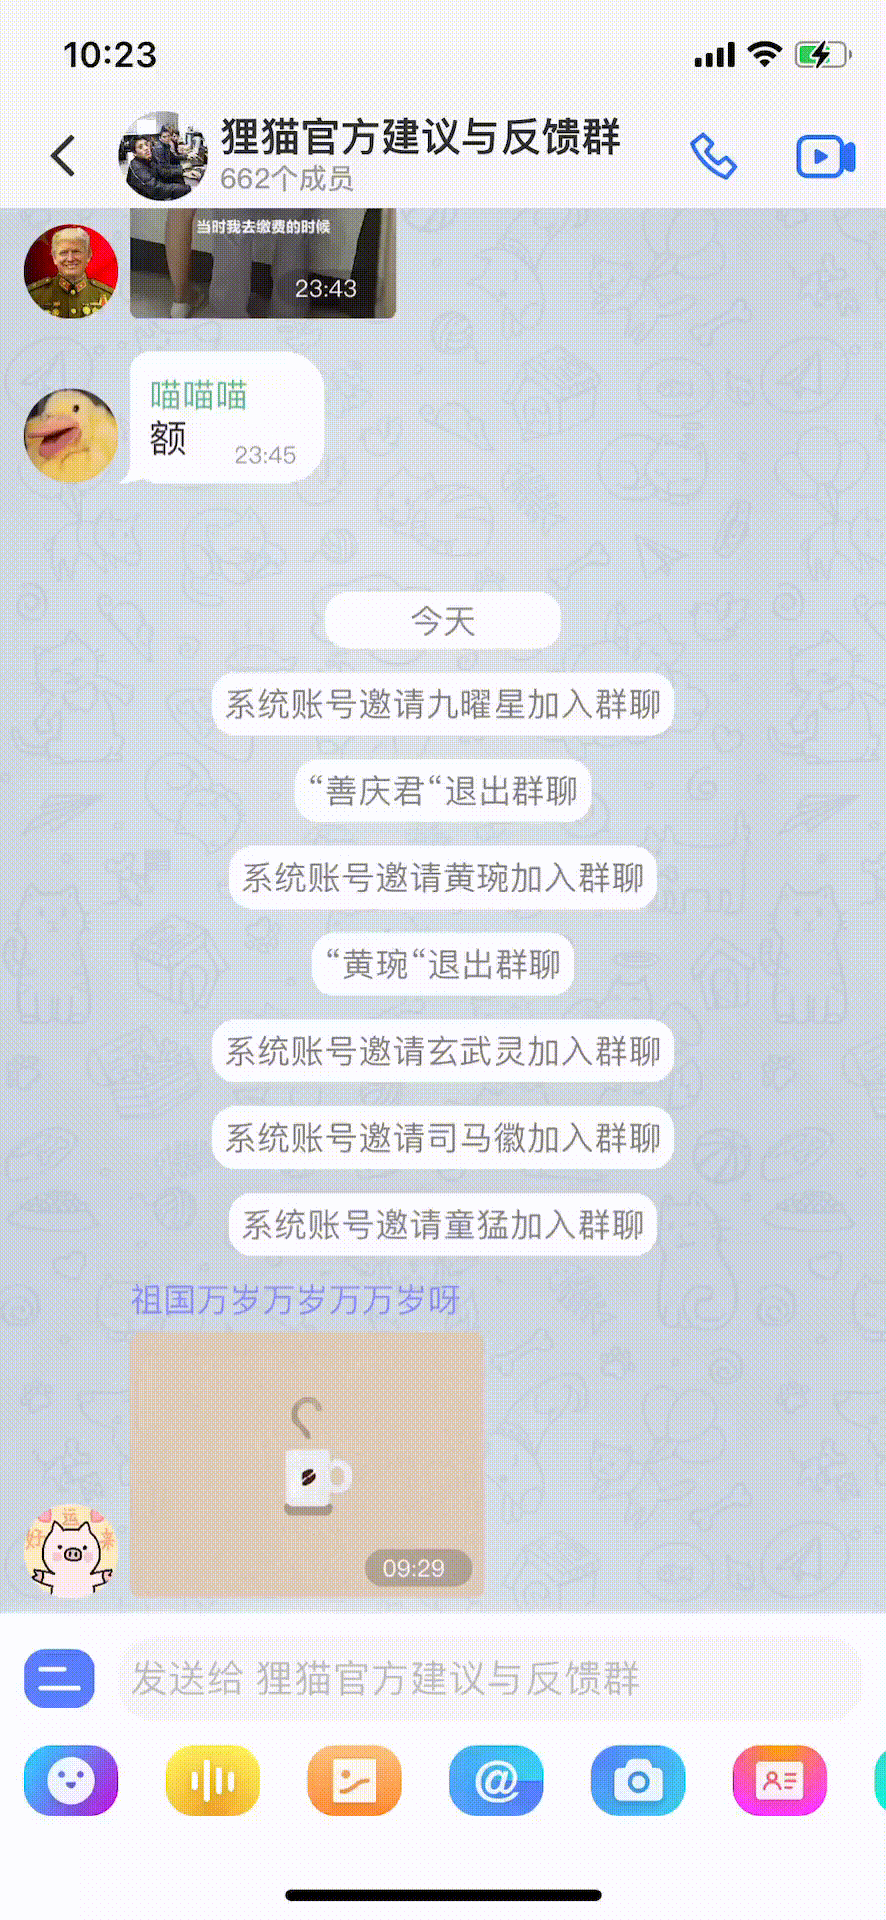 10:23
狸猫官方建议与反馈群
662个成员
当时我去缴费的时候
23:43
喵喵喵
额
23:45
今天
系统账号邀请九曜星加入群聊
“善庆君“退出群聊
系统账号邀请黄琬加入群聊
“黄琬“退出群聊
系统账号邀请玄武灵加入群聊
系统账号邀请司马徽加入群聊
系统账号邀请童猛加入群聊
祖国万岁万岁万万岁呀
好运来
09:29
发送给 狸猫官方建议与反馈群